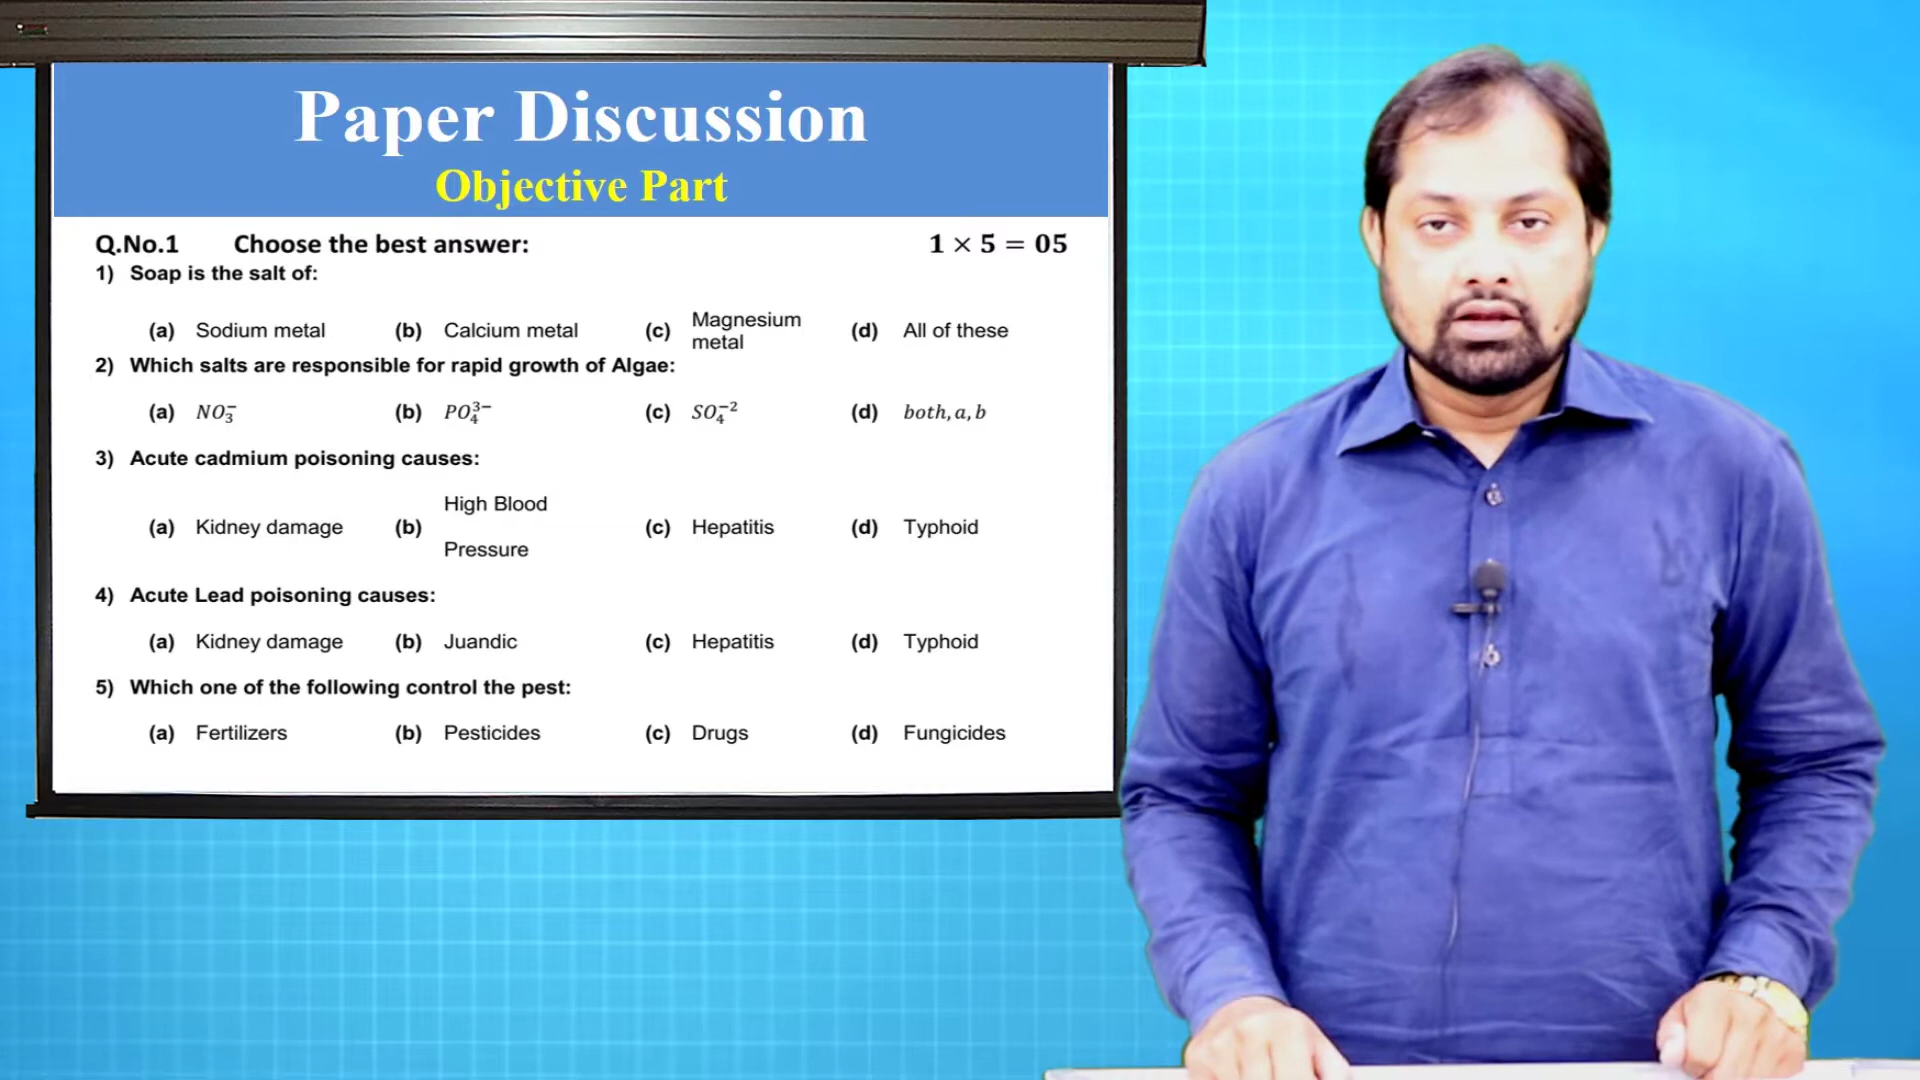 Paper Discussion
Objective Part
Q.No.1 Choose the best answer: 1 × 5 = 05
1) Soap is the salt of:
(a) Sodium metal (b) Calcium metal (c) Magnesium metal (d) All of these
2) Which salts are responsible for rapid growth of Algae:
(a) NO₃⁻ (b) PO₄³⁻ (c) SO₄⁻² (d) both, a, b
3) Acute cadmium poisoning causes:
(a) Kidney damage (b) High Blood Pressure (c) Hepatitis (d) Typhoid
4) Acute Lead poisoning causes:
(a) Kidney damage (b) Juandic (c) Hepatitis (d) Typhoid
5) Which one of the following control the pest:
(a) Fertilizers (b) Pesticides (c) Drugs (d) Fungicides